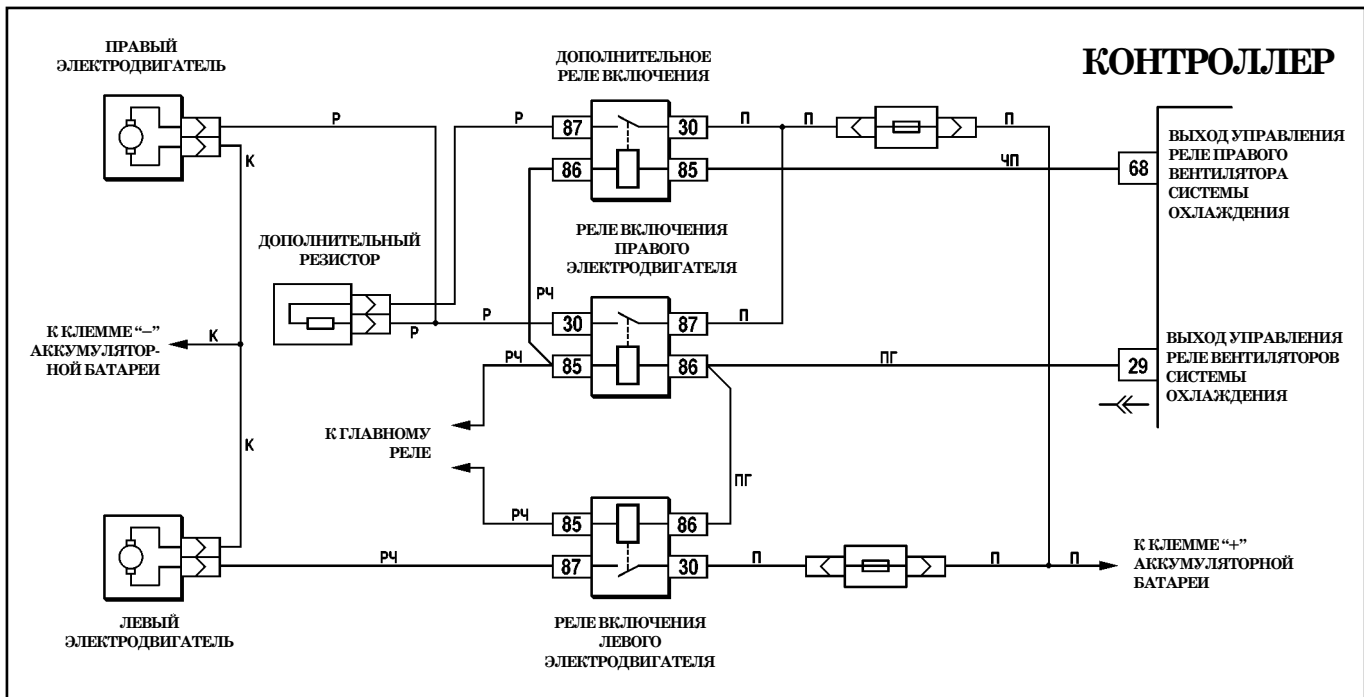 ПРАВЫЙ
ЭЛЕКТРОДВИГАТЕЛЬ
ДОПОЛНИТЕЛЬНОЕ
РЕЛЕ ВКЛЮЧЕНИЯ
КОНТРОЛЛЕР
Р
К
Р
87
30
П
П
П
86
85
ЧП
68
ВЫХОД УПРАВЛЕНИЯ
РЕЛЕ ПРАВОГО
ВЕНТИЛЯТОРА
СИСТЕМЫ
ОХЛАЖДЕНИЯ
ДОПОЛНИТЕЛЬНЫЙ
РЕЗИСТОР
РЕЛЕ ВКЛЮЧЕНИЯ
ПРАВОГО
ЭЛЕКТРОДВИГАТЕЛЯ
РЧ
Р
Р
30
87
П
К КЛЕММЕ “–”
АККУМУЛЯТОР-
НОЙ БАТАРЕИ
К
РЧ
85
86
ПГ
29
ВЫХОД УПРАВЛЕНИЯ
РЕЛЕ ВЕНТИЛЯТОРОВ
СИСТЕМЫ
ОХЛАЖДЕНИЯ
К
К ГЛАВНОМУ
РЕЛЕ
ПГ
РЧ
85
86
РЧ
87
30
П
П
П
К КЛЕММЕ “+”
АККУМУЛЯТОРНОЙ
БАТАРЕИ
ЛЕВЫЙ
ЭЛЕКТРОДВИГАТЕЛЬ
РЕЛЕ ВКЛЮЧЕНИЯ
ЛЕВОГО
ЭЛЕКТРОДВИГАТЕЛЯ